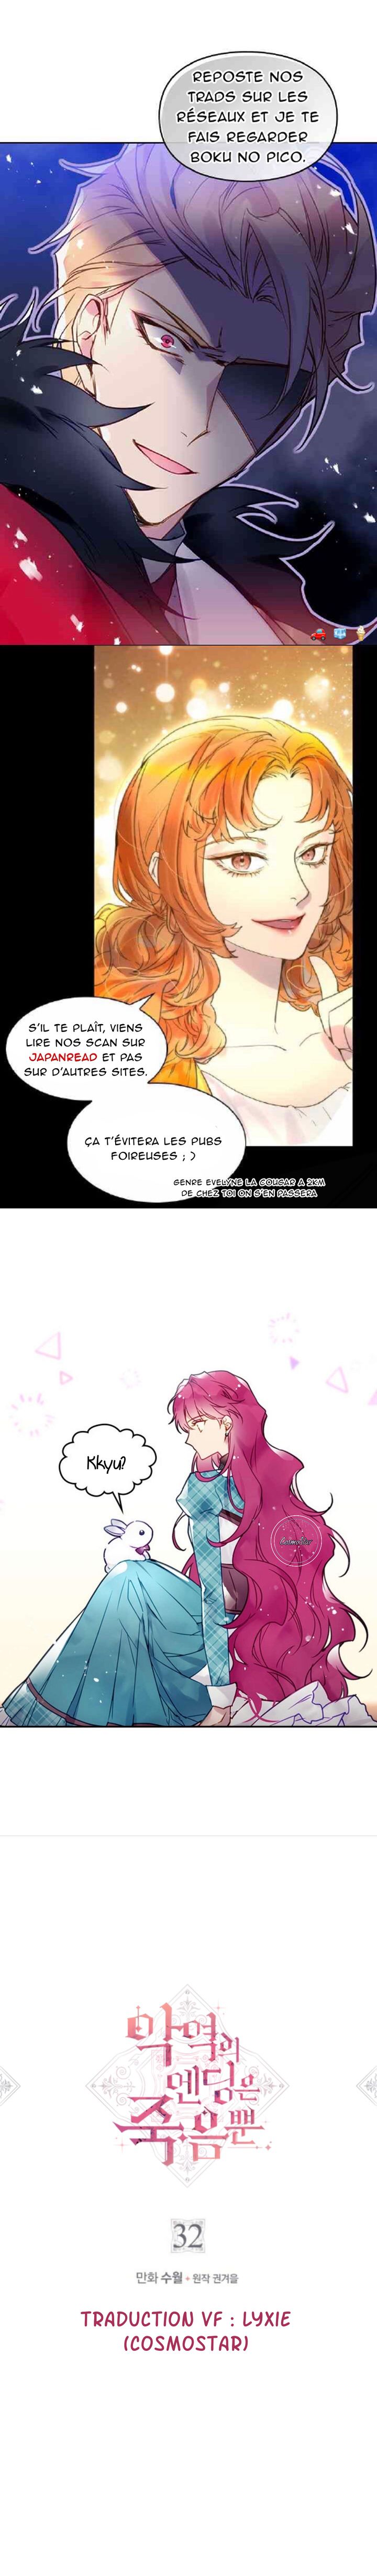 REPOSTE NOS
TRADS SUR LES
RÉSEAUX ET JE TE
FAIS REGARDER
BOKU NO PICO.
S'IL TE PLAÎT, VIENS
LIRE NOS SCAN SUR
JAPANREAD ET PAS
SUR D'AUTRES SITES.
ÇA T'ÉVITERA LES PUBS
FOIREUSES ; )
GENRE EVELYNE LA COUGAR A 2KM
DE CHEZ TOI ON S'EN PASSERA
Kkyu?
Cosmostar
악역의
엔딩은
죽음뿐
32
만화 수월 • 원작 권겨을
TRADUCTION VF : LYXIE
(COSMOSTAR)